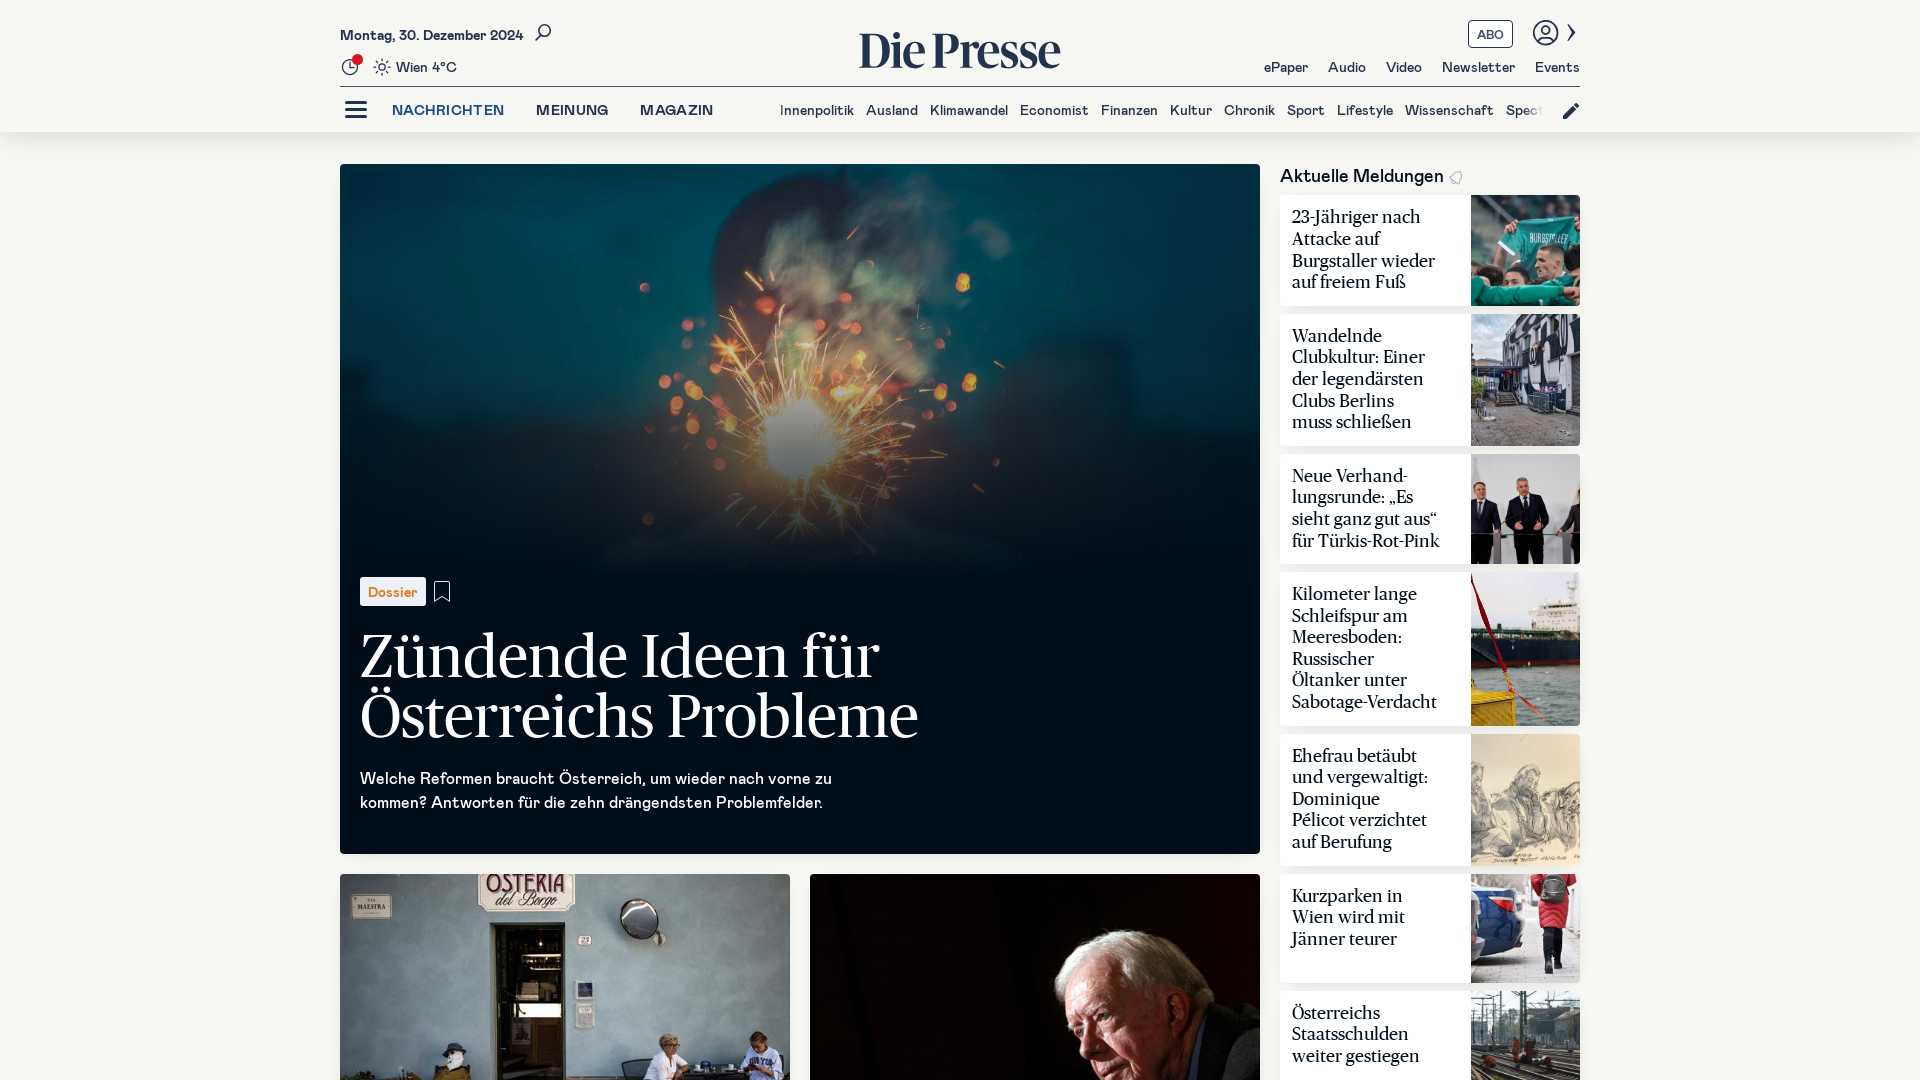 Montag, 30. Dezember 2024
Wien 4°C
Die Presse
ABO
ePaper
Audio
Video
Newsletter
Events
NACHRICHTEN
MEINUNG
MAGAZIN
Innenpolitik
Ausland
Klimawandel
Economist
Finanzen
Kultur
Chronik
Sport
Lifestyle
Wissenschaft
Spect
Dossier
Zündende Ideen für
Österreichs Probleme
Welche Reformen braucht Österreich, um wieder nach vorne zu
kommen? Antworten für die zehn drängendsten Problemfelder.
OSTERIA
del Borgo
MAESTRA
23
Aktuelle Meldungen
23-Jähriger nach
Attacke auf
Burgstaller wieder
auf freiem Fuß
BURGSTALLER
Wandelnde
Clubkultur: Einer
der legendärsten
Clubs Berlins
muss schließen
Neue Verhand-
lungsrunde: „Es
sieht ganz gut aus“
für Türkis-Rot-Pink
Kilometer lange
Schleifspur am
Meeresboden:
Russischer
Öltanker unter
Sabotage-Verdacht
Ehefrau betäubt
und vergewaltigt:
Dominique
Pélicot verzichtet
auf Berufung
Kurzparken in
Wien wird mit
Jänner teurer
Österreichs
Staatsschulden
weiter gestiegen